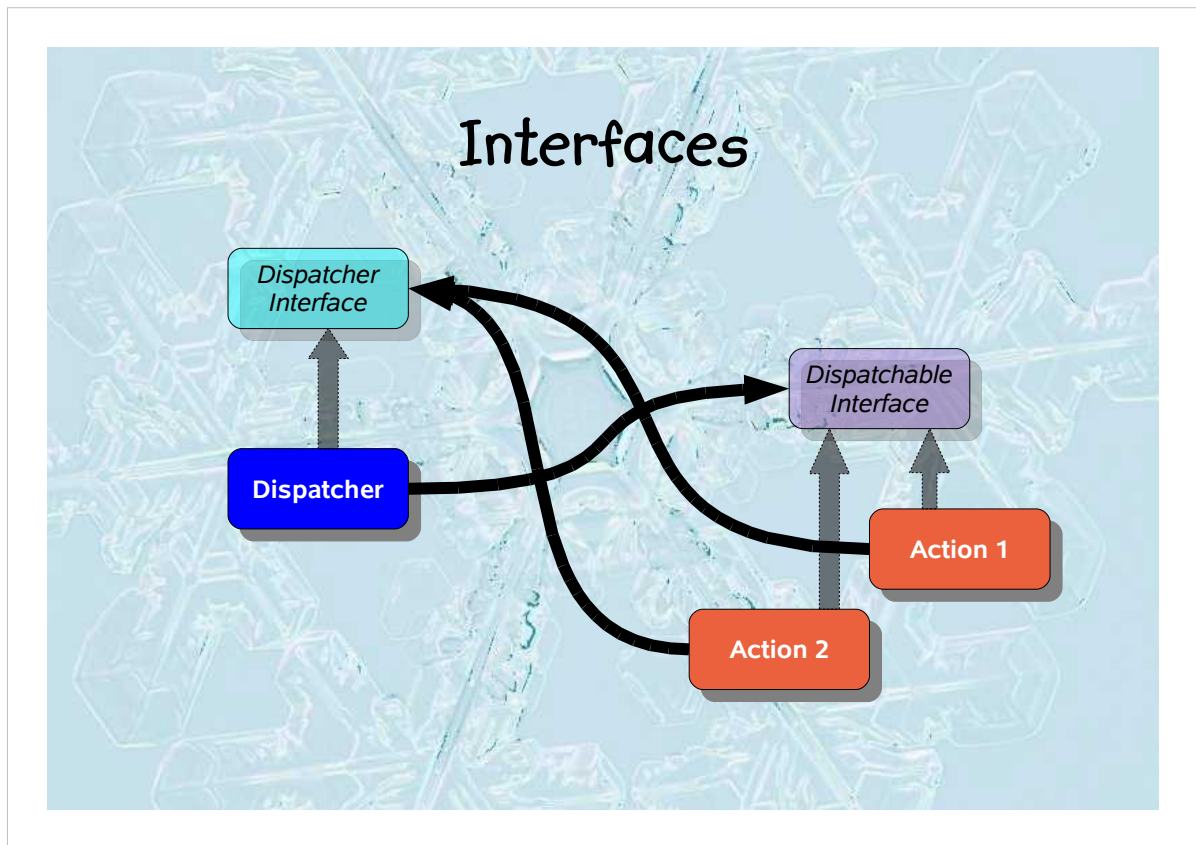 Interfaces
Dispatcher
Interface
Dispatchable
Interface
Dispatcher
Action 1
Action 2